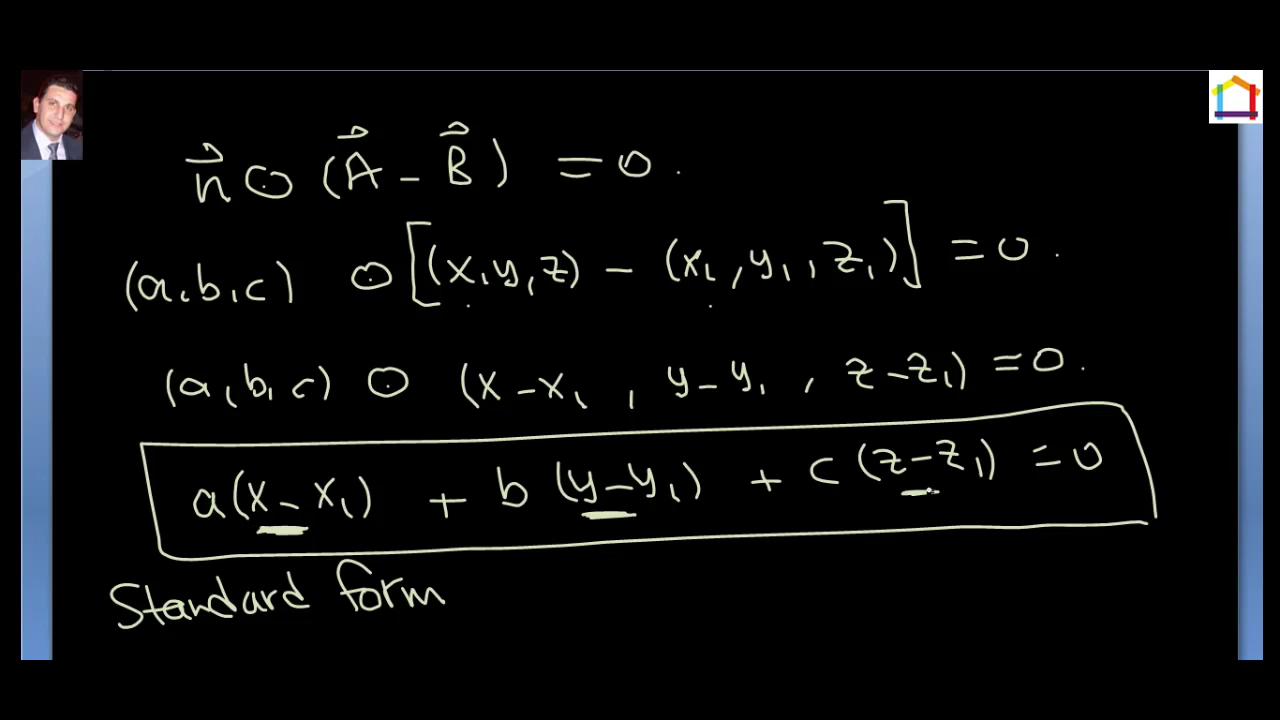 n⃗ ⊙ (A⃗ - B⃗) = 0.
(a,b,c) ⊙ [(x,y,z) - (x₁,y₁,z₁)] = 0.
(a,b,c) ⊙ (x-x₁, y-y₁, z-z₁) = 0.
a(x-x₁) + b(y-y₁) + c(z-z₁) = 0
Standard form